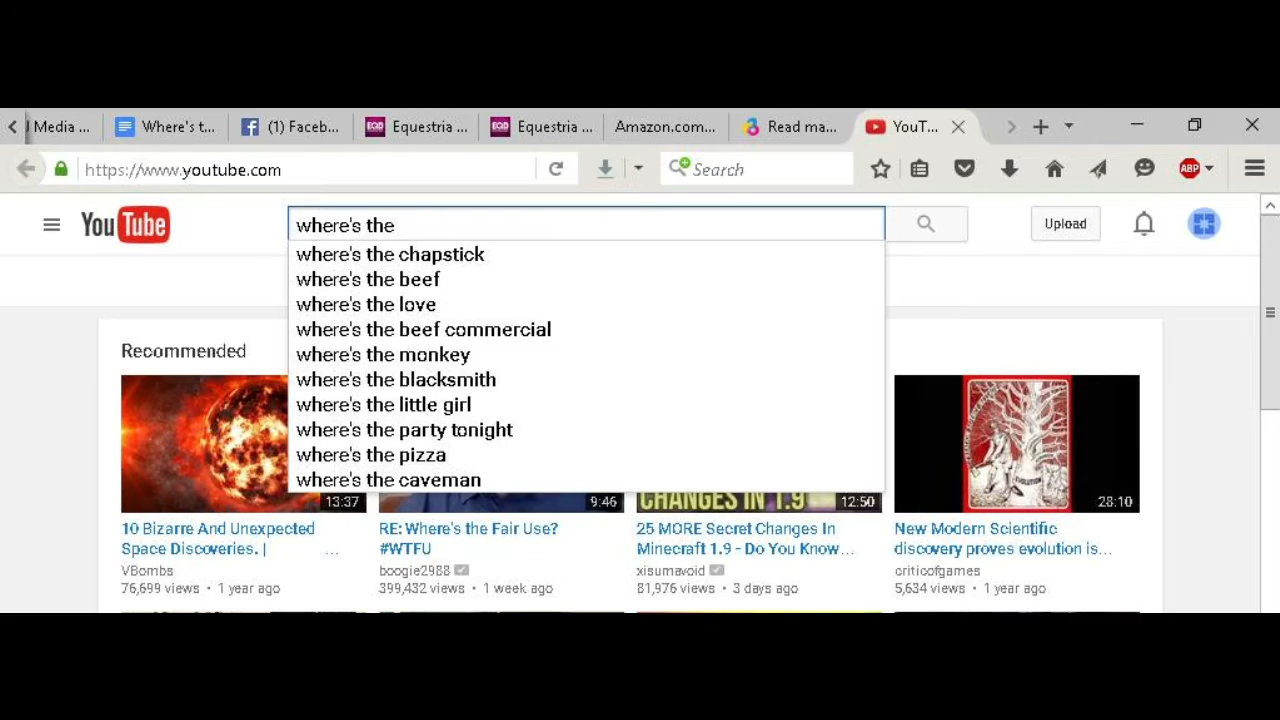 J Media ...
Where's t...
(1) Faceb...
EQD
Equestria ...
EQD
Equestria ...
Amazon.com...
Read ma...
YouT...
https://www.youtube.com
Search
ABP
YouTube
where's the
Upload
where's the chapstick
where's the beef
where's the love
where's the beef commercial
where's the monkey
where's the blacksmith
where's the little girl
where's the party tonight
where's the pizza
where's the caveman
Recommended
13:37
9:46
CHANGES IN 1.9
12:50
EVOLUTION
28:10
10 Bizarre And Unexpected
Space Discoveries. | ...
VBombs
76,699 views • 1 year ago
RE: Where's the Fair Use?
#WTFU
boogie2988
399,432 views • 1 week ago
25 MORE Secret Changes In
Minecraft 1.9 - Do You Know...
xisumavoid
81,976 views • 3 days ago
New Modern Scientific
discovery proves evolution is...
criticofgames
5,634 views • 1 year ago